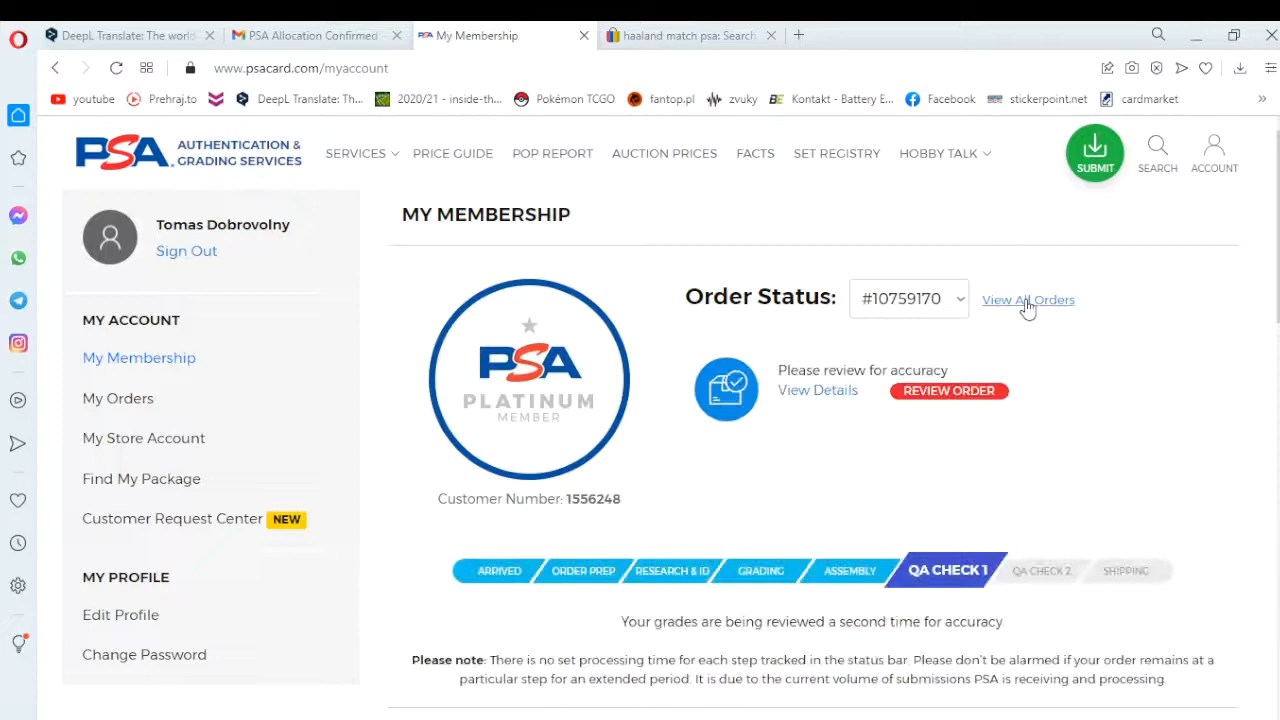 DeepL Translate: The world
PSA Allocation Confirmed
PSA My Membership
haaland match psa: Search
www.psacard.com/myaccount
youtube
Prehraj.to
DeepL Translate: Th...
2020/21 - inside-th...
Pokémon TCGO
fantop.pl
zvuky
BE Kontakt - Battery E...
Facebook
stickerpoint.net
cardmarket
PSA
AUTHENTICATION &
GRADING SERVICES
SERVICES
PRICE GUIDE
POP REPORT
AUCTION PRICES
FACTS
SET REGISTRY
HOBBY TALK
SUBMIT
SEARCH
ACCOUNT
Tomas Dobrovolny
Sign Out
MY ACCOUNT
My Membership
My Orders
My Store Account
Find My Package
Customer Request Center NEW
MY PROFILE
Edit Profile
Change Password
MY MEMBERSHIP
PSA
PLATINUM
MEMBER
Customer Number: 1556248
Order Status: #10759170 View All Orders
Please review for accuracy
View Details REVIEW ORDER
ARRIVED ORDER PREP RESEARCH & ID GRADING ASSEMBLY QA CHECK 1 QA CHECK 2 SHIPPING
Your grades are being reviewed a second time for accuracy
Please note: There is no set processing time for each step tracked in the status bar. Please don't be alarmed if your order remains at a
particular step for an extended period. It is due to the current volume of submissions PSA is receiving and processing.